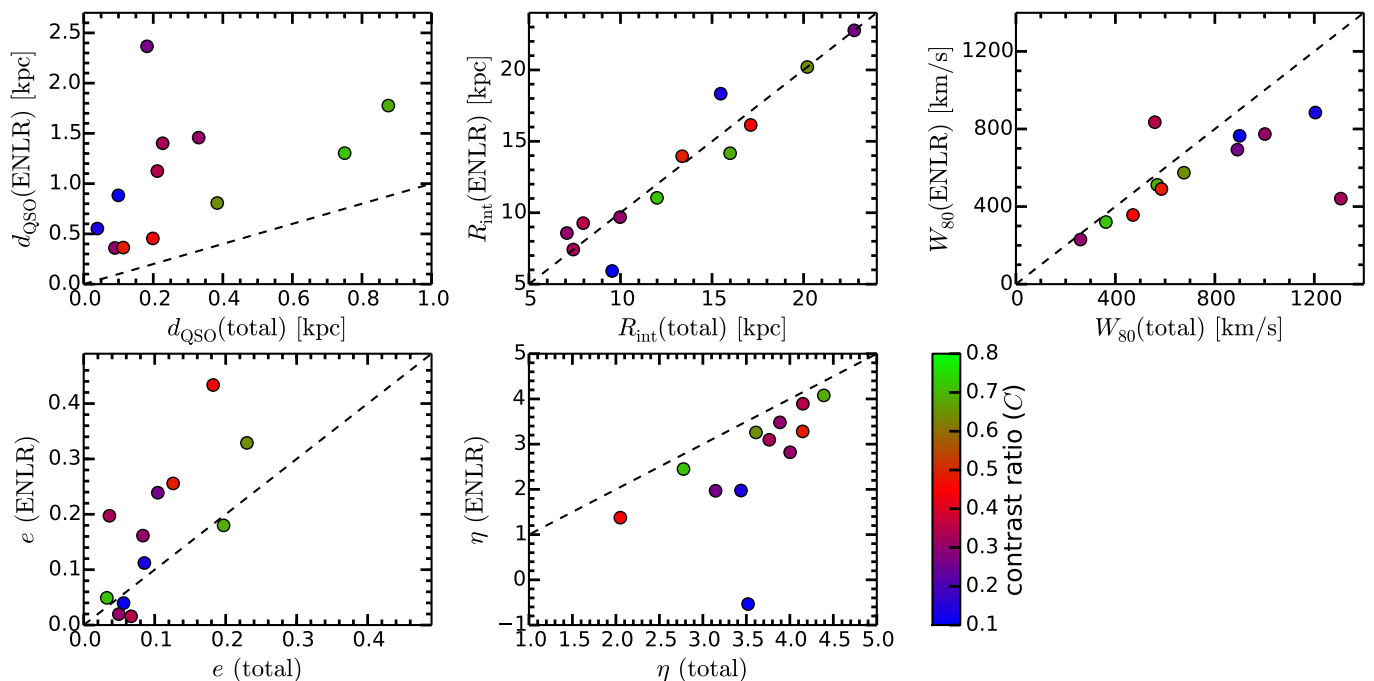 2.5
2.0
1.5
1.0
0.5
0.0
d_QSO(ENLR) [kpc]
0.0 0.2 0.4 0.6 0.8 1.0
d_QSO(total) [kpc]
20
15
10
5
R_int(ENLR) [kpc]
5 10 15 20
R_int(total) [kpc]
1200
800
400
0
W_80(ENLR) [km/s]
0 400 800 1200
W_80(total) [km/s]
0.4
0.3
0.2
0.1
0.0
e (ENLR)
0.0 0.1 0.2 0.3 0.4
e (total)
5
4
3
2
1
0
−1
η (ENLR)
1.0 1.5 2.0 2.5 3.0 3.5 4.0 4.5 5.0
η (total)
0.8
0.7
0.6
0.5
0.4
0.3
0.2
0.1
contrast ratio (C)